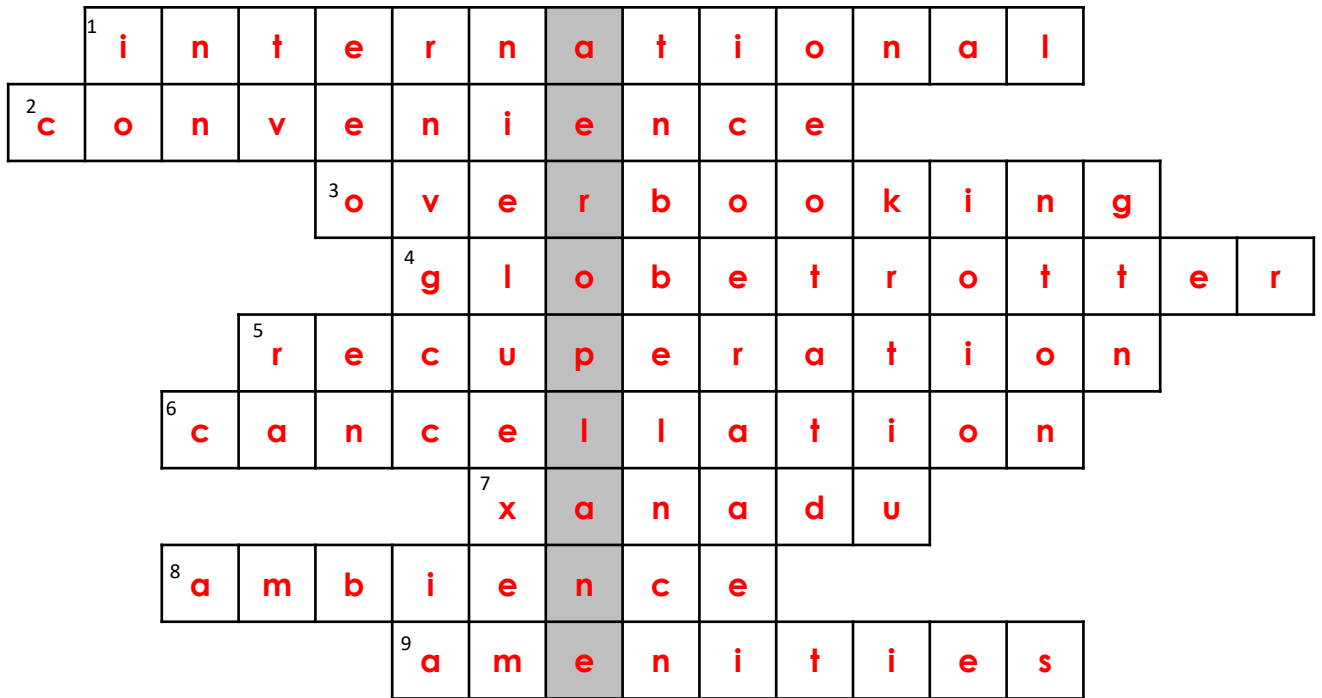 1 international
2 convenience
3 overbooking
4 globetrotter
5 recuperation
6 cancellation
7 xanadu
8 ambience
9 amenities